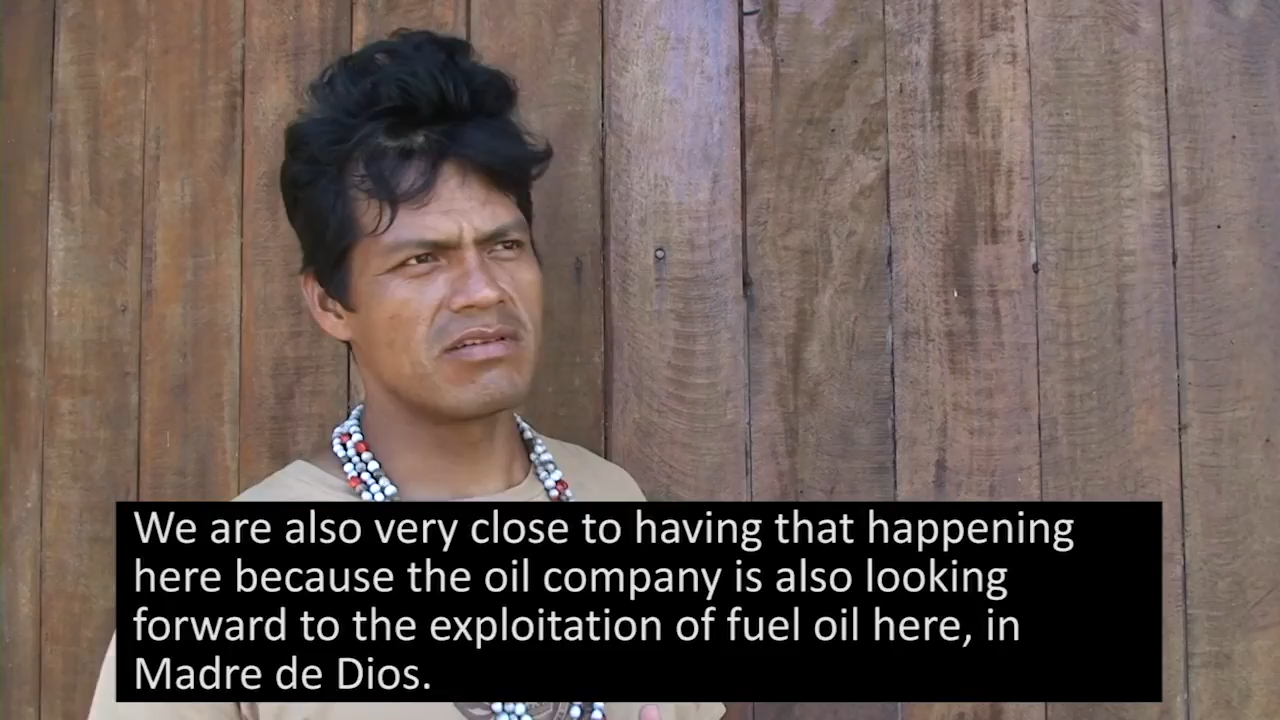 We are also very close to having that happening
here because the oil company is also looking
forward to the exploitation of fuel oil here, in
Madre de Dios.